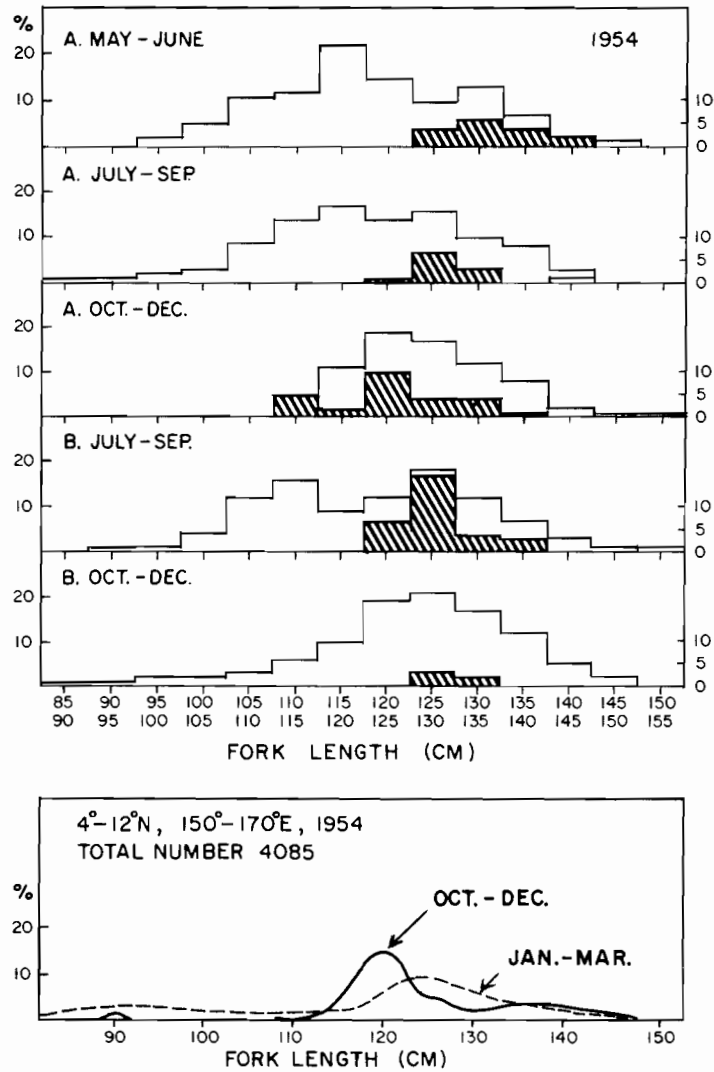 %
A. MAY-JUNE 1954
20
10 10
5
0
A. JULY-SEP.
20
10 10
5
0
A. OCT.-DEC.
20
10 10
5
0
B. JULY-SEP.
20
10 10
5
0
B. OCT.-DEC.
20
10 10
5
0
85 95 100 105 110 115 120 125 130 135 140 145 150
90 100 105 110 115 120 125 130 135 140 145 150 155
FORK LENGTH (CM)
4°-12°N, 150°-170°E, 1954
TOTAL NUMBER 4085
%
OCT.-DEC.
20
JAN.-MAR.
10
90 100 110 120 130 140 150
FORK LENGTH (CM)